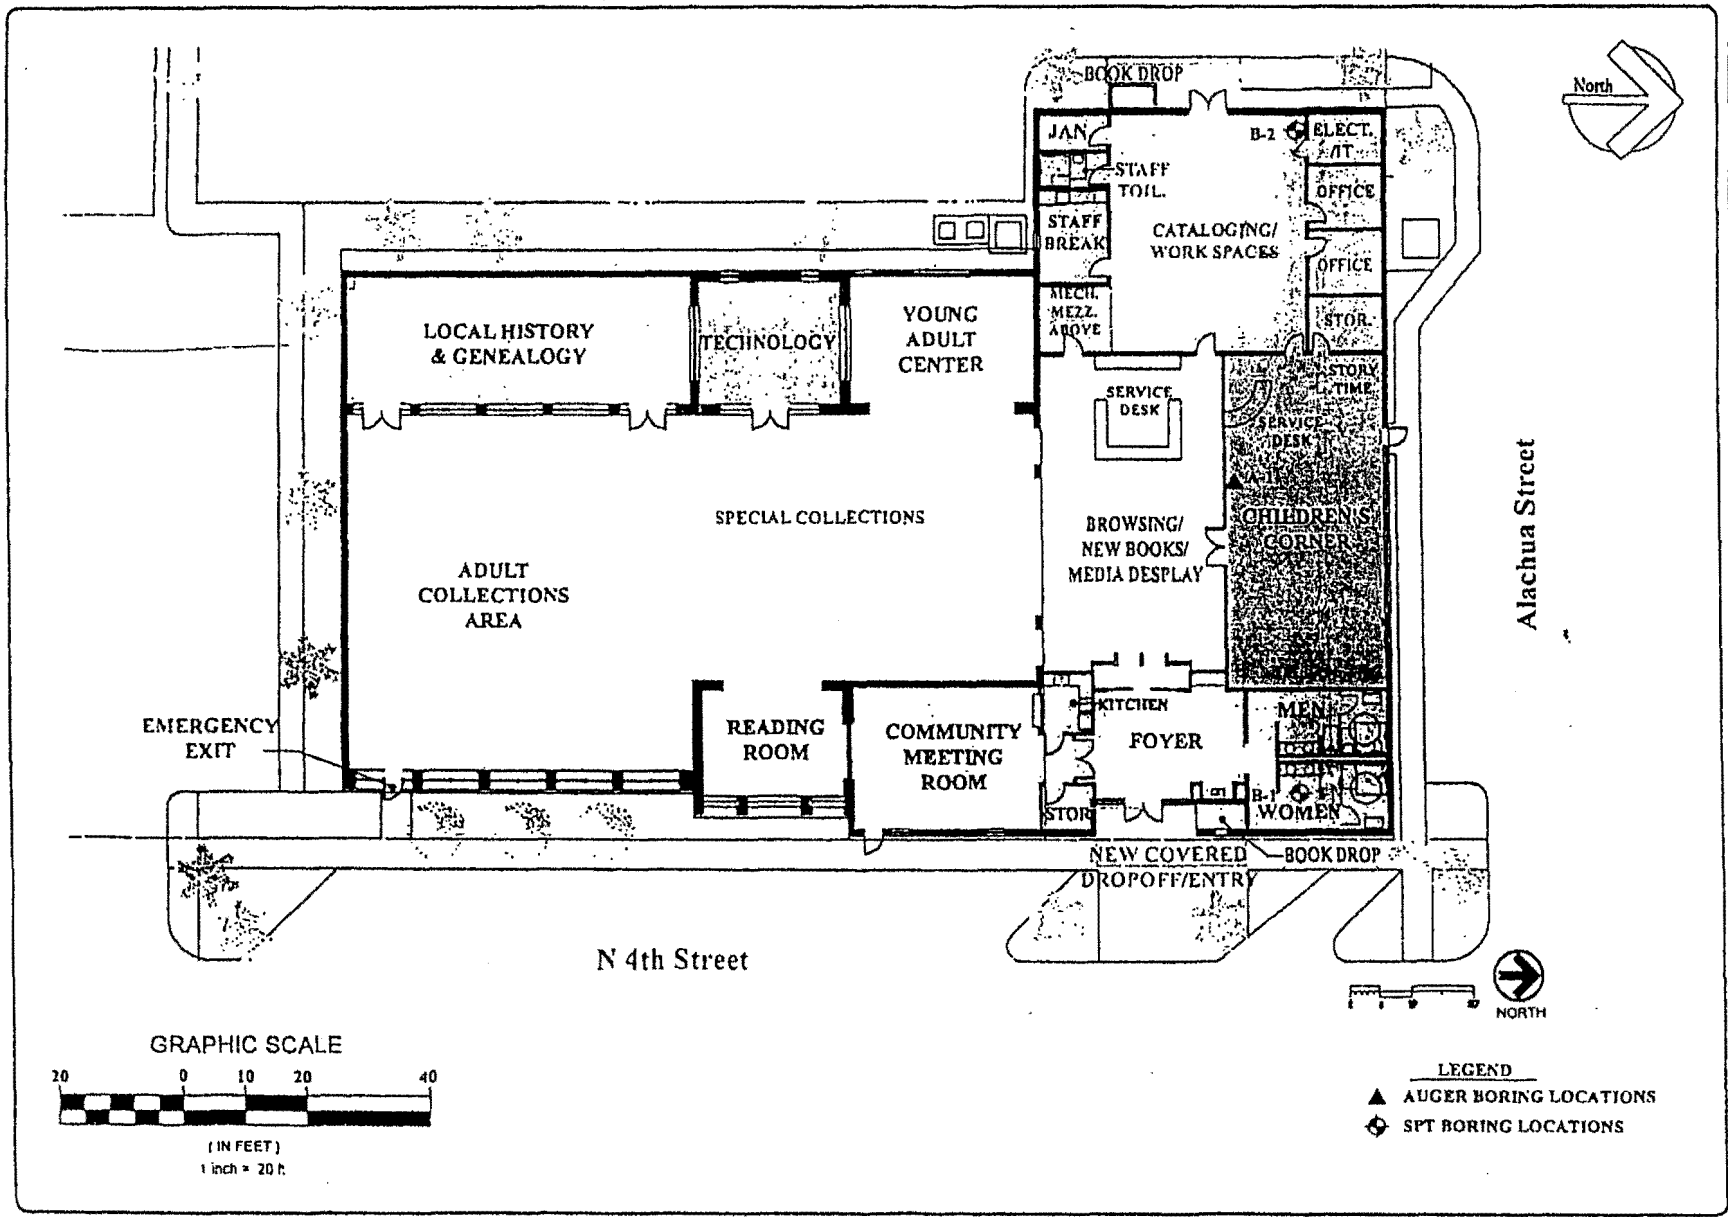 BOOK DROP
North
JAN
B-2
ELECT.
/IT
STAFF
TOIL.
OFFICE
STAFF
BREAK
CATALOGING/
WORK SPACES
OFFICE
MECH.
MEZZ.
ABOVE
STOR.
LOCAL HISTORY
& GENEALOGY
TECHNOLOGY
YOUNG
ADULT
CENTER
STORY
TIME
SERVICE
DESK
SERVICE
DESK
A-1
Alachua Street
SPECIAL COLLECTIONS
BROWSING/
NEW BOOKS/
MEDIA DESPLAY
CHILDREN'S
CORNER
ADULT
COLLECTIONS
AREA
EMERGENCY
EXIT
READING
ROOM
COMMUNITY
MEETING
ROOM
KITCHEN
FOYER
MEN
B-1
WOMEN
STOR
NEW COVERED
DROPOFF/ENTRY
BOOK DROP
N 4th Street
NORTH
GRAPHIC SCALE
20 0 10 20 40
( IN FEET )
1 inch = 20 ft.
LEGEND
AUGER BORING LOCATIONS
SPT BORING LOCATIONS